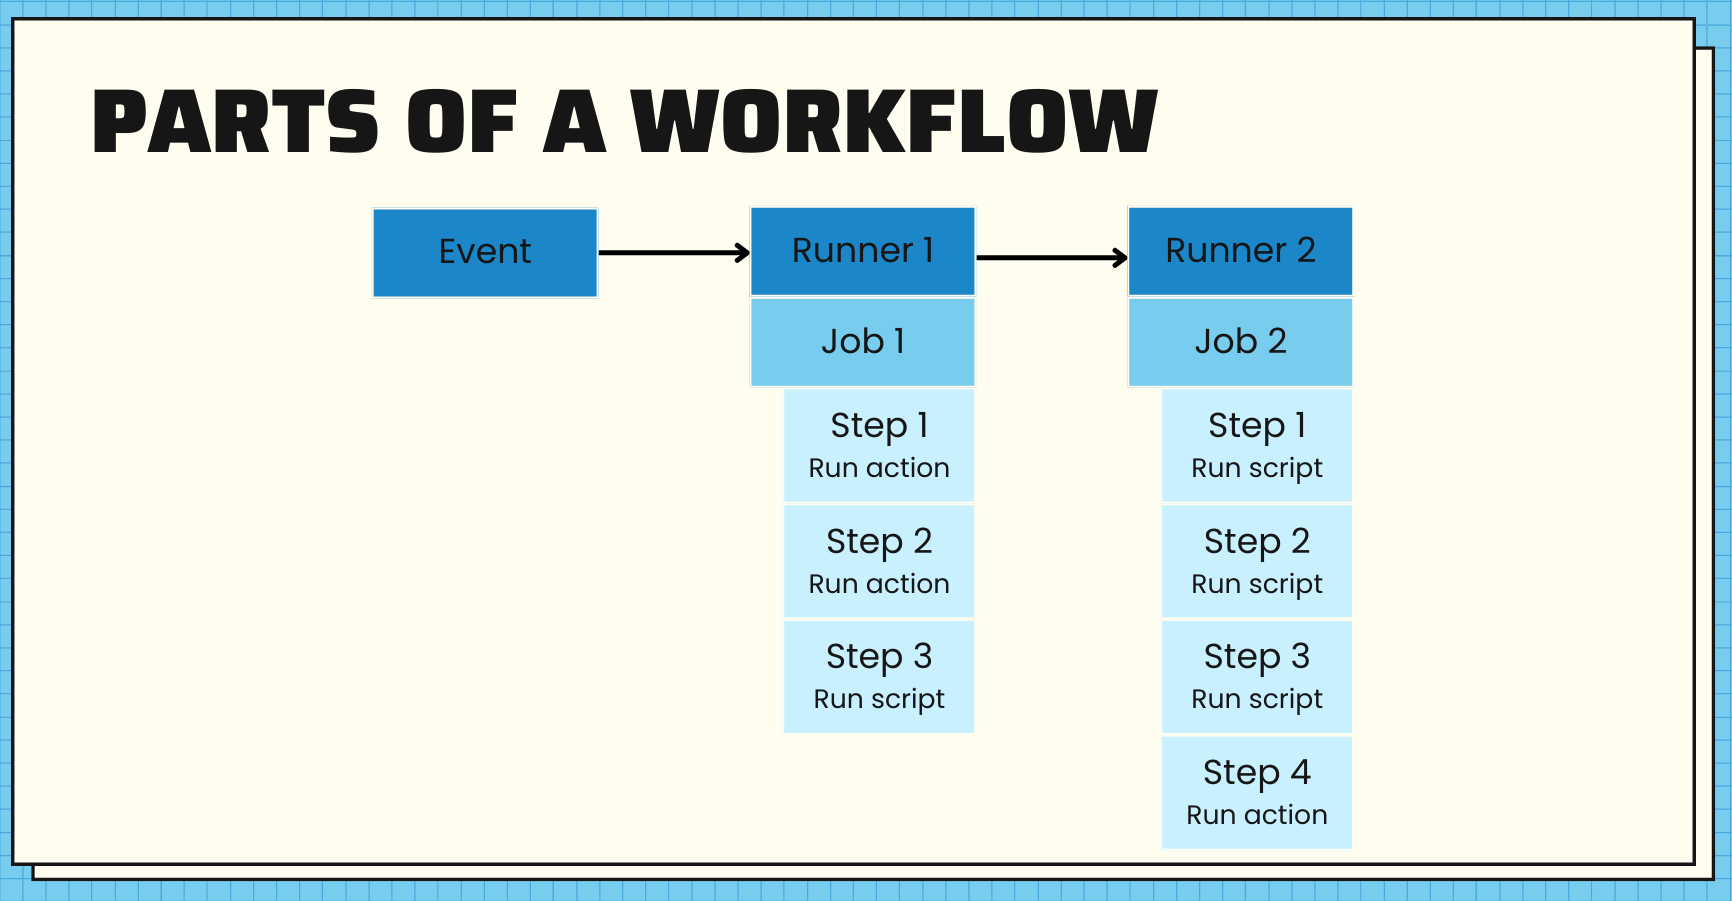 PARTS OF A WORKFLOW
Event
Runner 1
Job 1
Step 1
Run action
Step 2
Run action
Step 3
Run script
Runner 2
Job 2
Step 1
Run script
Step 2
Run script
Step 3
Run script
Step 4
Run action